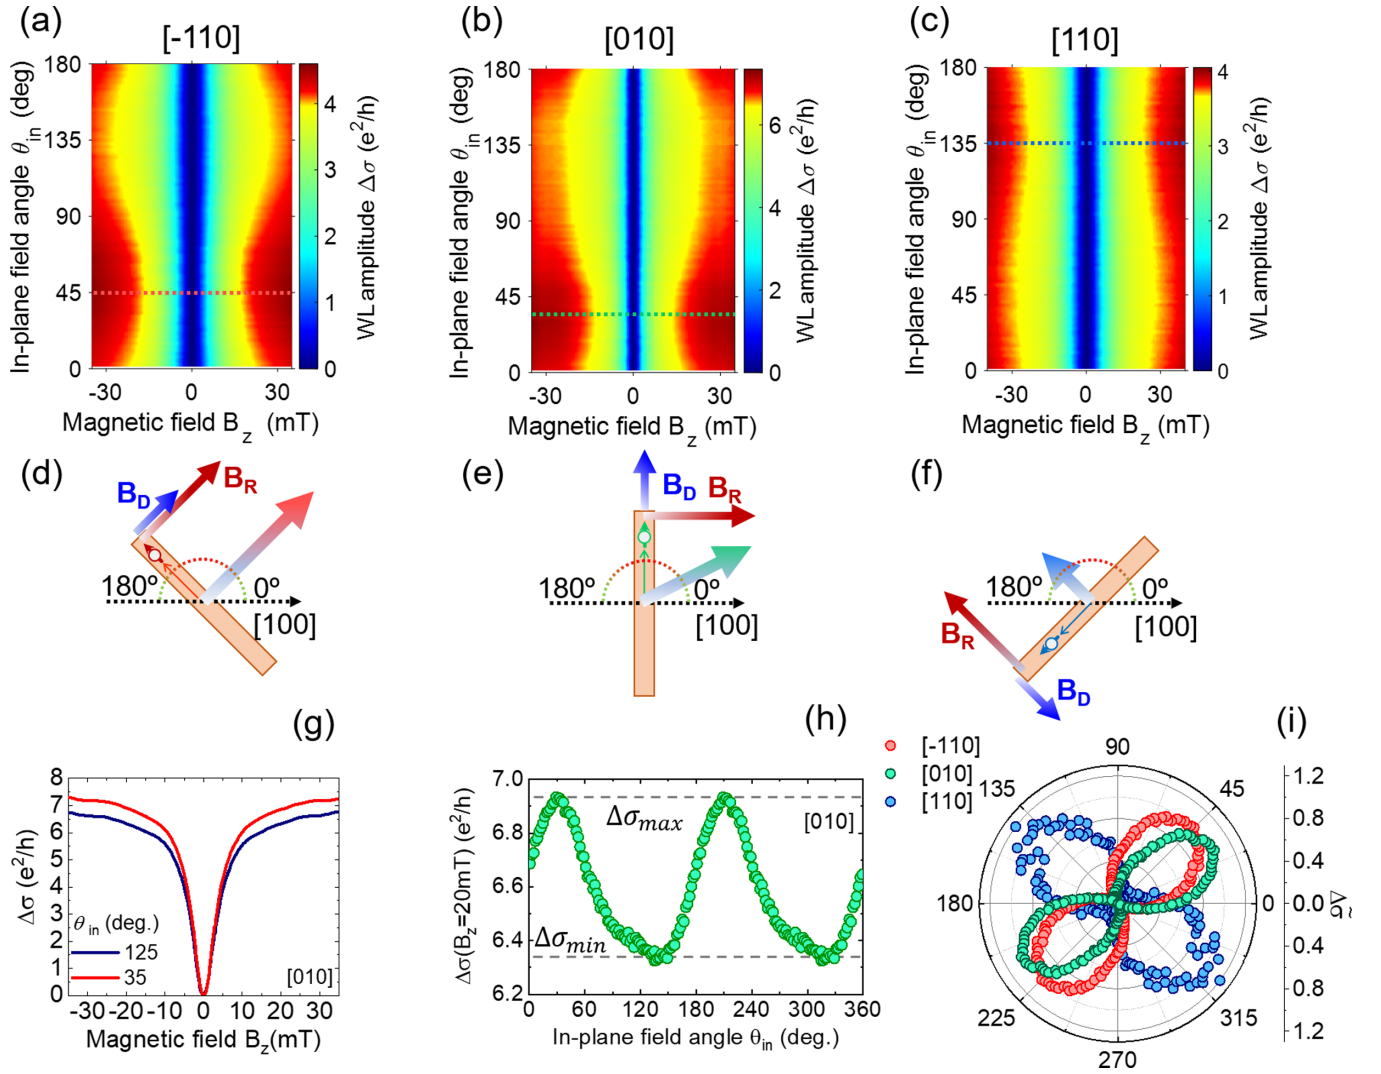 (a)
[-110]
In-plane field angle θin (deg)
180
135
90
45
0
-30
0
30
Magnetic field Bz (mT)
4
3
2
1
0
WL amplitude Δσ (e²/h)
(b)
[010]
In-plane field angle θin (deg)
180
135
90
45
0
-30
0
30
Magnetic field Bz (mT)
6
4
2
0
WL amplitude Δσ (e²/h)
(c)
[110]
In-plane field angle θin (deg)
180
135
90
45
0
-30
0
30
Magnetic field Bz (mT)
4
3
2
1
0
WL amplitude Δσ (e²/h)
(d)
BD
BR
180º
0º
[100]
(e)
BD
BR
180º
0º
[100]
(f)
180º
0º
[100]
BR
BD
(g)
Δσ (e²/h)
8
7
6
5
4
3
2
1
0
θin (deg.)
125
35
[010]
-30 -20 -10 0 10 20 30
Magnetic field Bz(mT)
(h)
Δσ(Bz=20mT) (e²/h)
7.0
6.8
6.6
6.4
6.2
Δσmax
[010]
Δσmin
0 60 120 180 240 300 360
In-plane field angle θin (deg.)
(i)
[-110]
[010]
[110]
90
135
45
180
0
225
315
270
1.2
0.8
0.4
0.0
0.4
0.8
1.2
Δσ̃